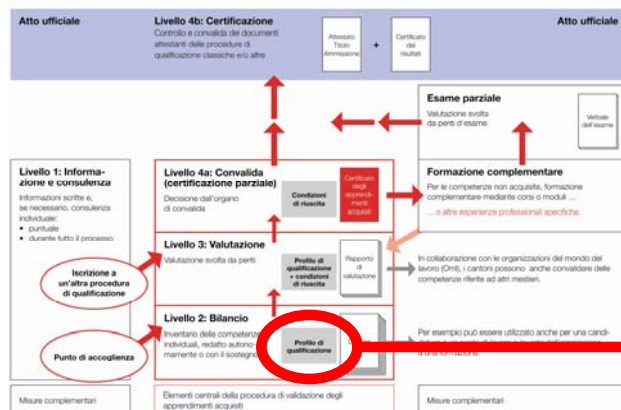 Atto ufficiale
Livello 4b: Certificazione
Controllo e convalida dei documenti
attestanti delle procedure di
qualificazione classiche e/o altre
Attestato
Titolo
Ammissione
+
Certificato
dei
risultati
Atto ufficiale
Esame parziale
Valutazione svolta
da periti d'esame
Verbale
dell'esame
Livello 1: Informa-
zione e consulenza
Informazioni scritte e,
se necessario, consulenza
individuale:
• puntuale
• durante tutto il processo
Livello 4a: Convalida
(certificazione parziale)
Decisione dall'organo
di convalida
Condizioni
di riuscita
Certificato
degli
apprendi-
menti
acquisiti
Formazione complementare
Per le competenze non acquisite, formazione
complementare mediante corsi o moduli ...
... o altre esperienze professionali specifiche.
Iscrizione a
un'altra procedura
di qualificazione
Livello 3: Valutazione
Valutazione svolta da periti
Profilo di
qualificazione
+ condizioni
di riuscita
Rapporto
di
valutazione
In collaborazione con le organizzazioni del mondo del
lavoro (Oml), i cantoni possono anche convalidare delle
competenze riferite ad altri mestieri.
Punto di accoglienza
Livello 2: Bilancio
Inventario delle competenze
individuali, redatto autono-
mamente o con il sostegno
Profilo di
qualificazione
Per esempio può essere utilizzato anche per una candi-
a una formazione.
Misure complementari
Elementi centrali della procedura di validazione degli
apprendimenti acquisiti
Misure complementari